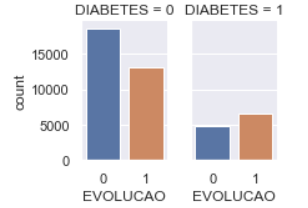 DIABETES = 0 DIABETES = 1
15000
10000
5000
0
count
0 1 0 1
EVOLUCAO EVOLUCAO